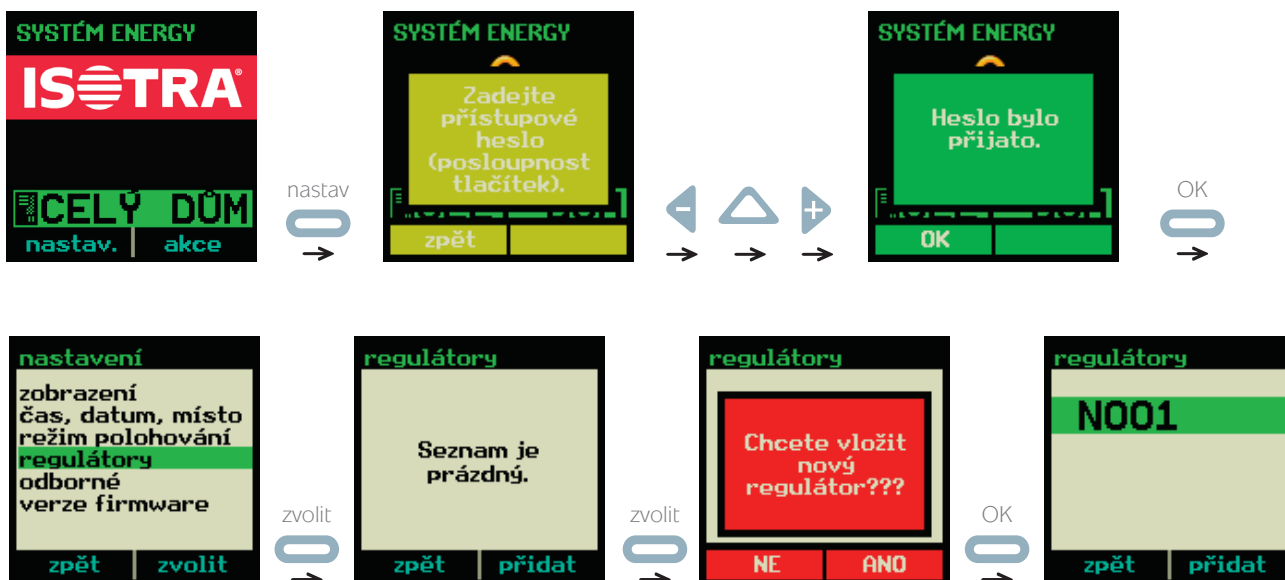 SYSTÉM ENERGY
ISOTRA®
CELÝ DŮM
nastav. akce
nastav
SYSTÉM ENERGY
Zadejte
přístupové
heslo
(posloupnost
tlačítek).
zpět
-
+
SYSTÉM ENERGY
Heslo bylo
přijato.
OK
OK
nastavení
zobrazení
čas, datum, místo
režim polohování
regulátory
odborné
verze firmware
zpět zvolit
zvolit
regulátory
Seznam je
prázdný.
zpět přidat
zvolit
regulátory
Chcete vložit
nový
regulátor???
NE ANO
OK
regulátory
N001
zpět přidat